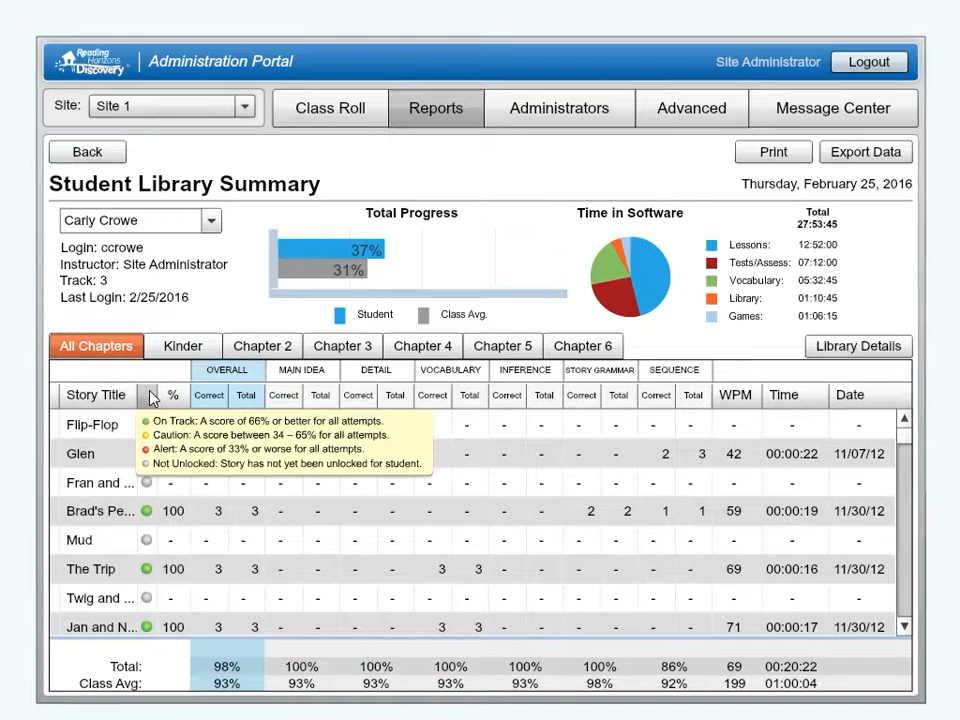 Reading Horizons Discovery Administration Portal Site Administrator Logout
Site: Site 1 Class Roll Reports Administrators Advanced Message Center
Back Print Export Data
Student Library Summary Thursday, February 25, 2016
Carly Crowe Total Progress Time in Software Total
27:53:45
Login: ccrowe 37% Lessons: 12:52:00
Instructor: Site Administrator 31% Tests/Assess: 07:12:00
Track: 3 Vocabulary: 05:32:45
Last Login: 2/25/2016 Library: 01:10:45
Student Class Avg. Games: 01:06:15
All Chapters Kinder Chapter 2 Chapter 3 Chapter 4 Chapter 5 Chapter 6 Library Details
OVERALL MAIN IDEA DETAIL VOCABULARY INFERENCE STORY GRAMMAR SEQUENCE
Story Title % Correct Total Correct Total Correct Total Correct Total Correct Total Correct Total Correct Total WPM Time Date
Flip-Flop - - - - - - - - - -
On Track: A score of 66% or better for all attempts.
Caution: A score between 34 – 65% for all attempts.
Alert: A score of 33% or worse for all attempts.
Not Unlocked: Story has not yet been unlocked for student.
Glen - - - - - 2 3 42 00:00:22 11/07/12
Fran and ... - - - - - - - - - - - - - - - - - -
Brad's Pe... 100 3 3 - - - - - - - - 2 2 1 1 59 00:00:19 11/30/12
Mud - - - - - - - - - - - - - - - - - -
The Trip 100 3 3 - - - - 3 3 - - - - - - 69 00:00:16 11/30/12
Twig and ... - - - - - - - - - - - - - - - - - -
Jan and N... 100 3 3 - - - - 3 3 - - - - - - 71 00:00:17 11/30/12
Total: 98% 100% 100% 100% 100% 100% 86% 69 00:20:22
Class Avg: 93% 93% 93% 93% 93% 98% 92% 199 01:00:04